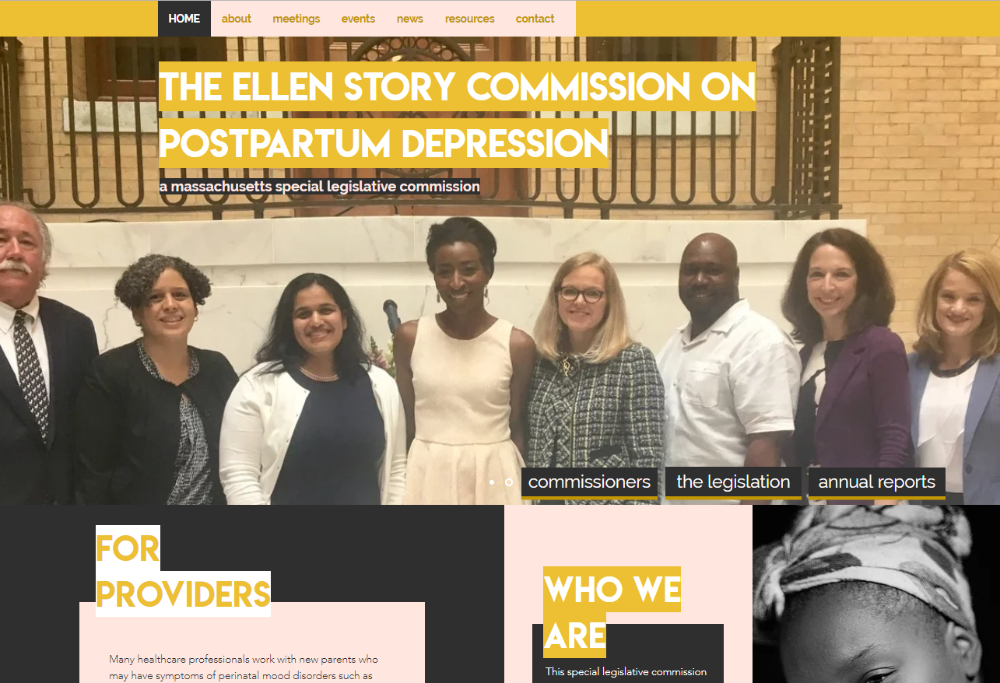 HOME about meetings events news resources contact
THE ELLEN STORY COMMISSION ON
POSTPARTUM DEPRESSION
a massachusetts special legislative commission
commissioners the legislation annual reports
FOR
PROVIDERS
Many healthcare professionals work with new parents who
may have symptoms of perinatal mood disorders such as
WHO WE
ARE
This special legislative commission